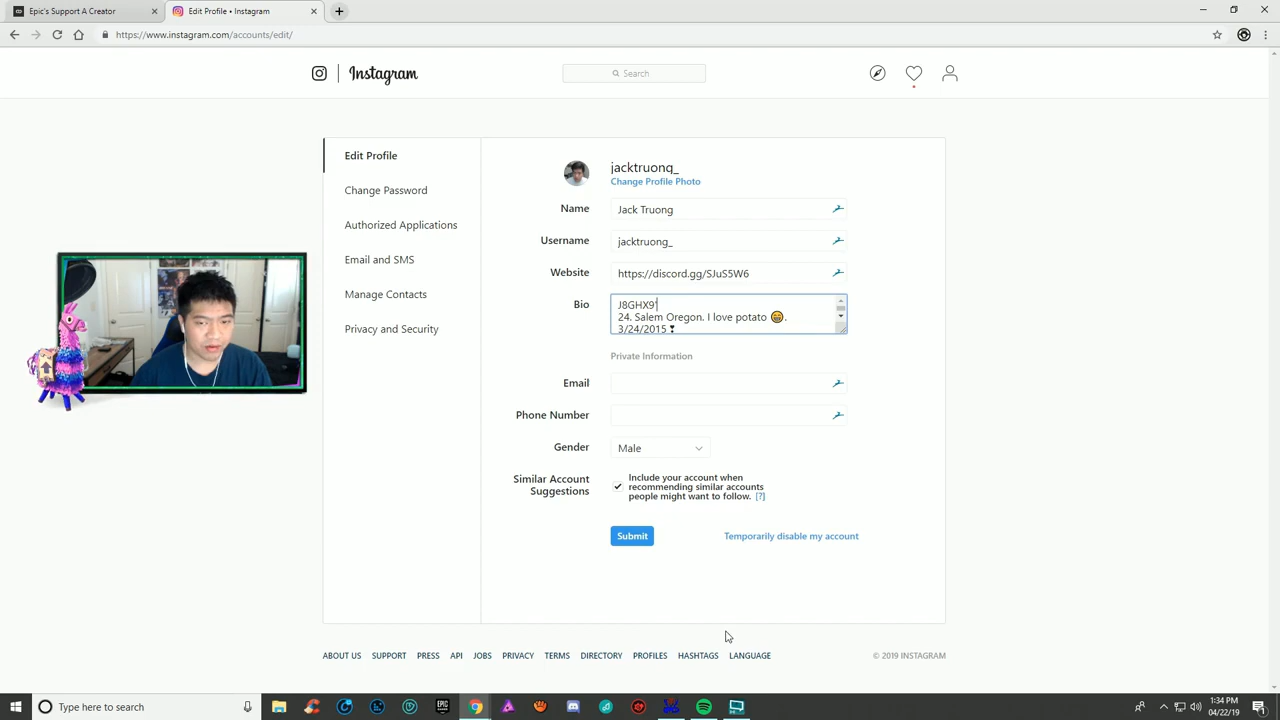 Epic's Support A Creator
Edit Profile • Instagram
https://www.instagram.com/accounts/edit/
Instagram
Search
Edit Profile
Change Password
Authorized Applications
Email and SMS
Manage Contacts
Privacy and Security
jacktruong_
Change Profile Photo
Name
Jack Truong
Username
jacktruong_
Website
https://discord.gg/SJuS5W6
Bio
24. Salem Oregon. I love potato 😄.
3/24/2015 ❣
Private Information
Email
Phone Number
Gender
Male
Similar Account
Suggestions
Include your account when
recommending similar accounts
people might want to follow. [?]
Submit
Temporarily disable my account
ABOUT US SUPPORT PRESS API JOBS PRIVACY TERMS DIRECTORY PROFILES HASHTAGS LANGUAGE
© 2019 INSTAGRAM
Type here to search
EPIC GAMES
1:34 PM
04/22/19